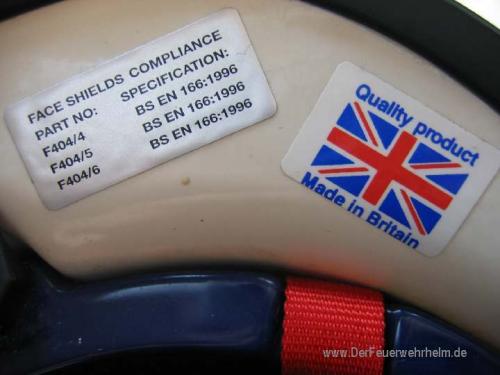 FACE SHIELDS COMPLIANCE
PART NO: SPECIFICATION:
F404/4 BS EN 166:1996
F404/5 BS EN 166:1996
F404/6 BS EN 166:1996
Quality product
Made in Britain
www.DerFeuerwehrhelm.de